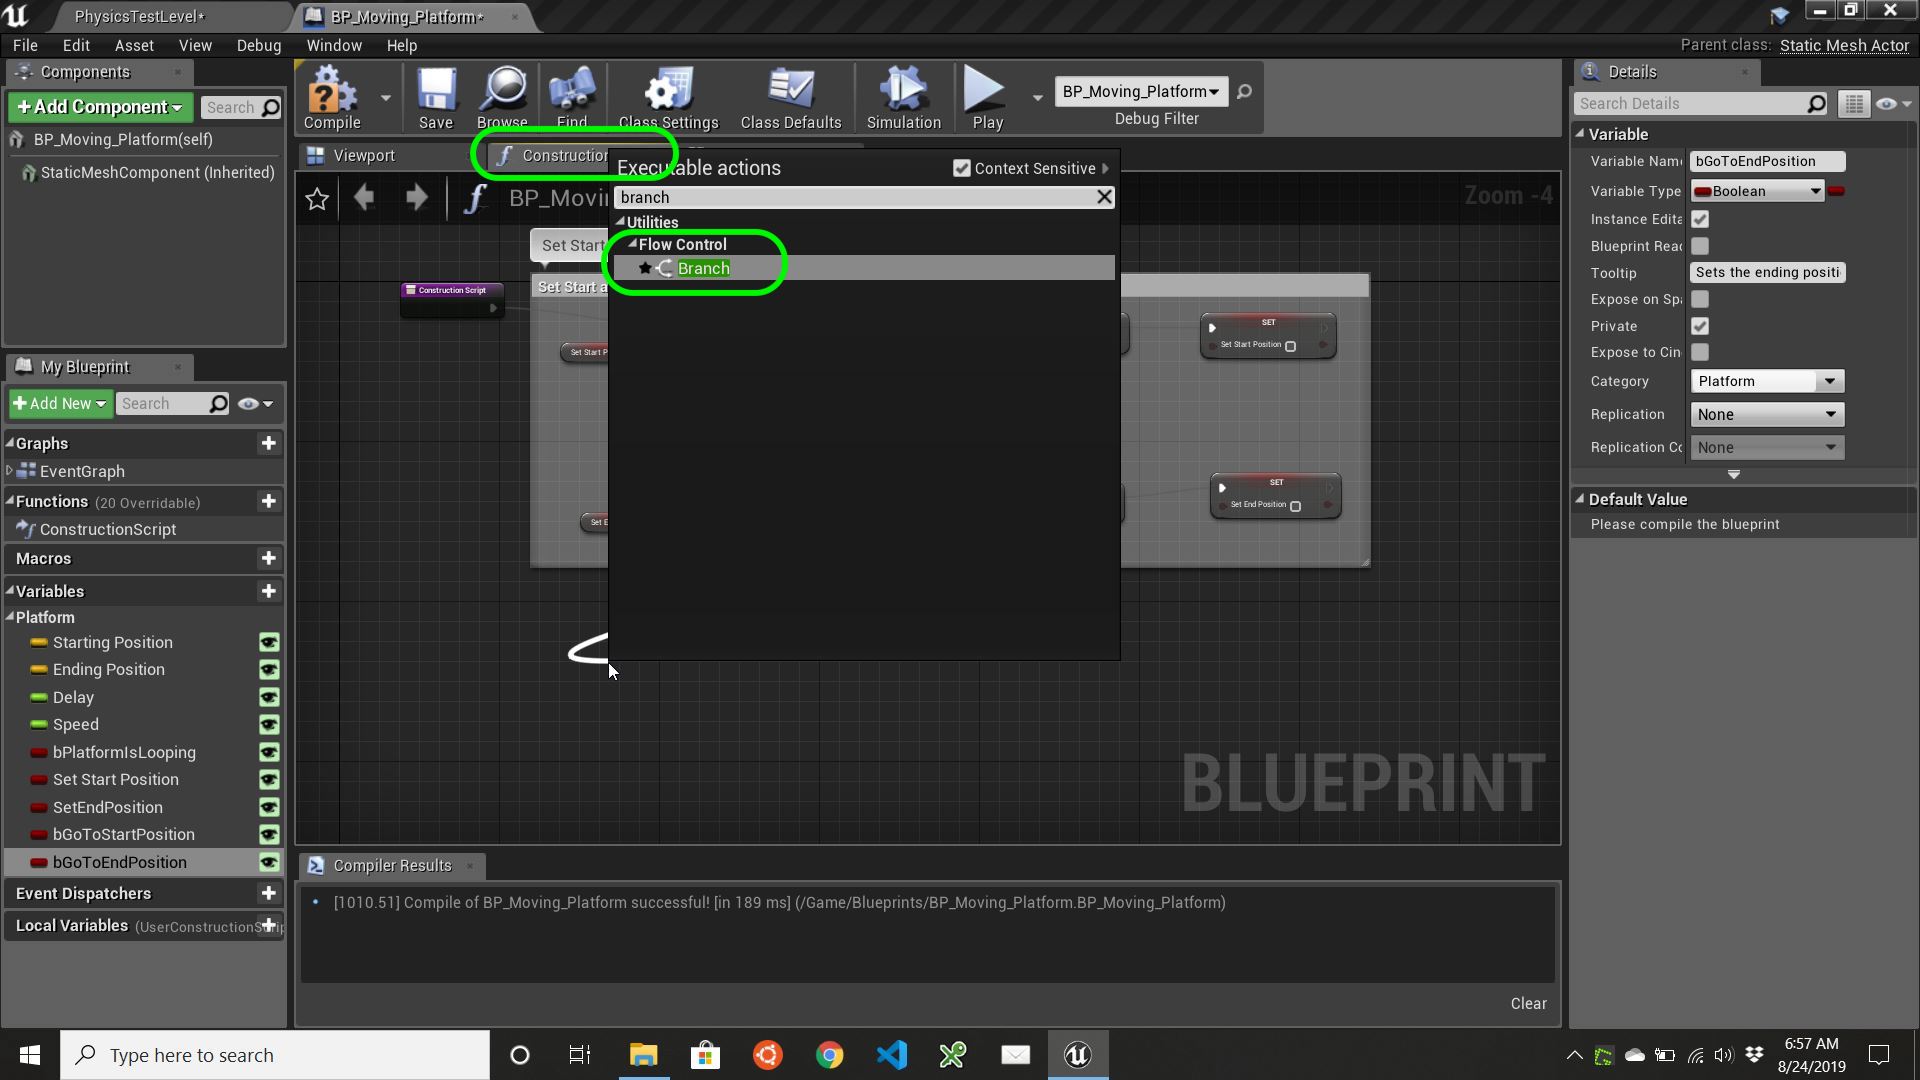 PhysicsTestLevel*
BP_Moving_Platform*
File Edit Asset View Debug Window Help
Parent class: Static Mesh Actor
Components
+Add Component
Search
BP_Moving_Platform(self)
StaticMeshComponent (Inherited)
My Blueprint
+Add New
Search
Graphs
EventGraph
Functions (20 Overridable)
ConstructionScript
Macros
Variables
Platform
Starting Position
Ending Position
Delay
Speed
bPlatformIsLooping
Set Start Position
SetEndPosition
bGoToStartPosition
bGoToEndPosition
Event Dispatchers
Local Variables (UserConstructionScrip
Compile
Save
Browse
Find
Class Settings
Class Defaults
Simulation
Play
BP_Moving_Platform
Debug Filter
Viewport
Construction
BP_Movi
Zoom -4
Executable actions
Context Sensitive
branch
Utilities
Flow Control
Branch
Set Start
Set Start a
Construction Script
Set Start P
SET
Set Start Position
Set E
SET
Set End Position
BLUEPRINT
Compiler Results
[1010.51] Compile of BP_Moving_Platform successful! [in 189 ms] (/Game/Blueprints/BP_Moving_Platform.BP_Moving_Platform)
Clear
Details
Search Details
Variable
Variable Name bGoToEndPosition
Variable Type Boolean
Instance Edita
Blueprint Read
Tooltip Sets the ending positi
Expose on Spa
Private
Expose to Cin
Category Platform
Replication None
Replication Co None
Default Value
Please compile the blueprint
Type here to search
6:57 AM
8/24/2019